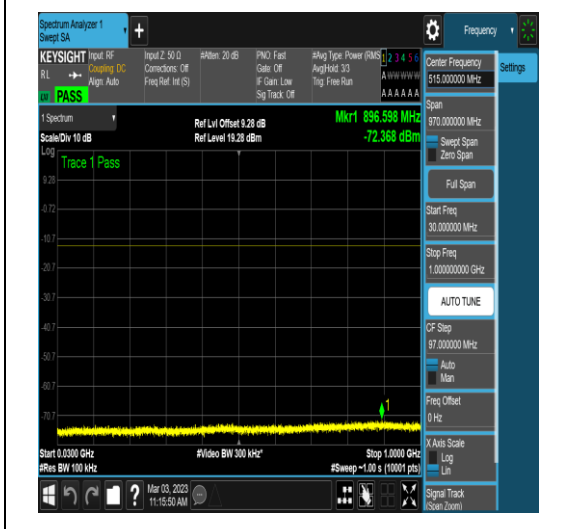 Spectrum Analyzer 1
Swept SA
+
Frequency
KEYSIGHT
Input: RF
Coupling: DC
Align: Auto
Input Z: 50 Ω
Corrections: Off
Freq Ref: Int (S)
#Atten: 20 dB
PNO: Fast
Gate: Off
IF Gain: Low
Sig Track: Off
#Avg Type: Power (RMS)
Avg|Hold: 3/3
Trig: Free Run
1 2 3 4 5 6
A W W W W W
A A A A A A
R L
PASS
Center Frequency
515.000000 MHz
Settings
Span
970.000000 MHz
Swept Span
Zero Span
Full Span
Start Freq
30.000000 MHz
Stop Freq
1.000000000 GHz
AUTO TUNE
CF Step
97.000000 MHz
Auto
Man
Freq Offset
0 Hz
X Axis Scale
Log
Lin
Signal Track
(Span Zoom)
1 Spectrum
Scale/Div 10 dB
Ref Lvl Offset 9.28 dB
Ref Level 19.28 dBm
Mkr1 896.598 MHz
-72.368 dBm
Log
Trace 1 Pass
9.28
-0.72
-10.7
-20.7
-30.7
-40.7
-50.7
-60.7
-70.7
1
Start 0.0300 GHz
#Res BW 100 kHz
#Video BW 300 kHz*
Stop 1.0000 GHz
#Sweep ~1.00 s (10001 pts)
?
Mar 03, 2023
11:15:50 AM